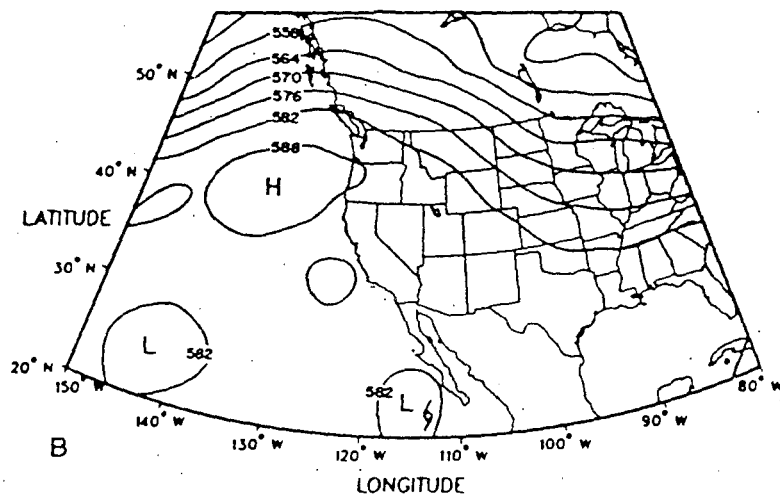 558
50° N
564
570
576
582
588
40° N
H
LATITUDE
30° N
L
582
20° N
150° W
582
L
80° W
140° W
90° W
130° W
120° W
110° W
100° W
B
LONGITUDE